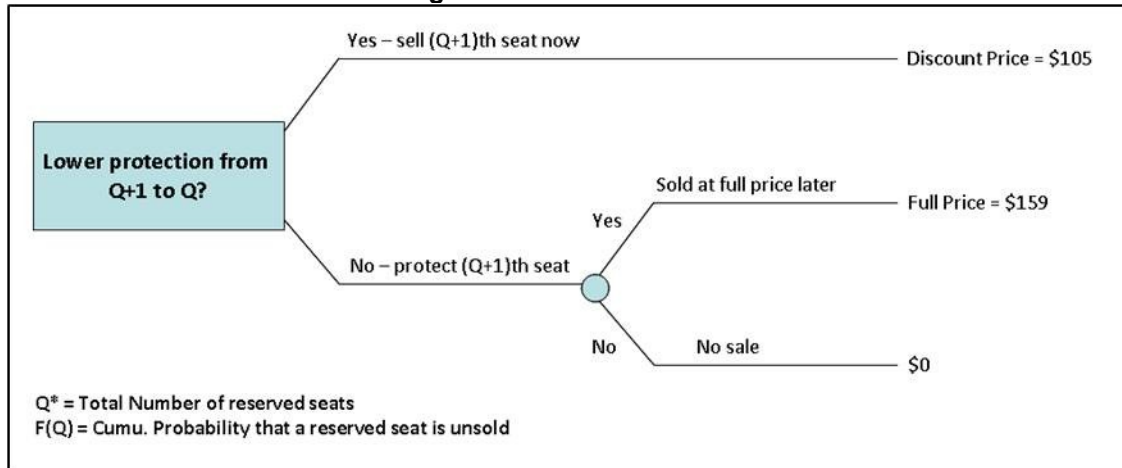 Yes – sell (Q+1)th seat now
Discount Price = $105
Lower protection from
Q+1 to Q?
Sold at full price later
Yes
Full Price = $159
No – protect (Q+1)th seat
No
No sale
$0
Q* = Total Number of reserved seats
F(Q) = Cumu. Probability that a reserved seat is unsold